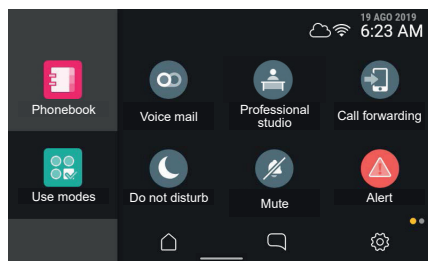 19 AGO 2019
6:23 AM
Phonebook
Voice mail
Professional
studio
Call forwarding
Use modes
Do not disturb
Mute
Alert